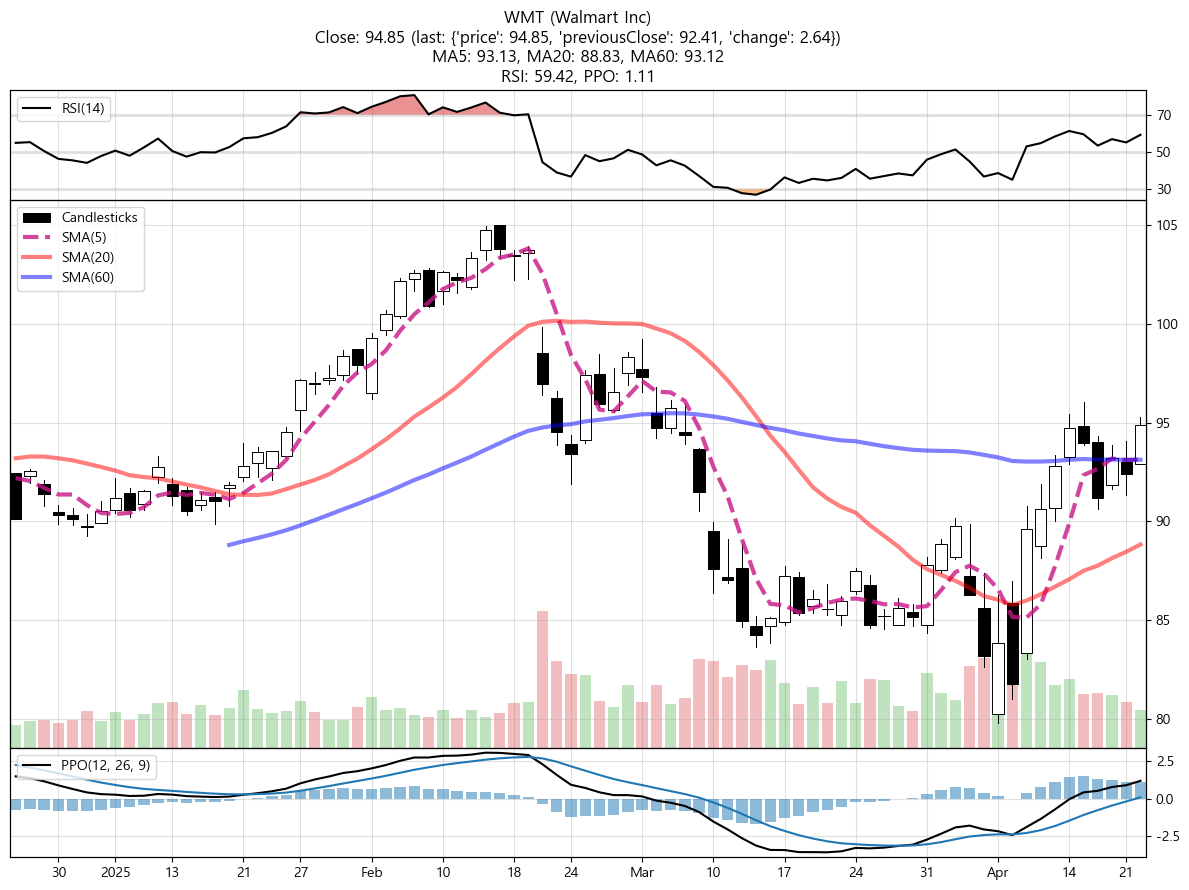 WMT (Walmart Inc)
Close: 94.85 (last: {'price': 94.85, 'previousClose': 92.41, 'change': 2.64})
MA5: 93.13, MA20: 88.83, MA60: 93.12
RSI: 59.42, PPO: 1.11
RSI(14)
70
50
30
Candlesticks
SMA(5)
SMA(20)
SMA(60)
105
100
95
90
85
80
PPO(12, 26, 9)
2.5
0.0
-2.5
30 2025 13 21 27 Feb 10 18 24 Mar 10 17 24 31 Apr 14 21